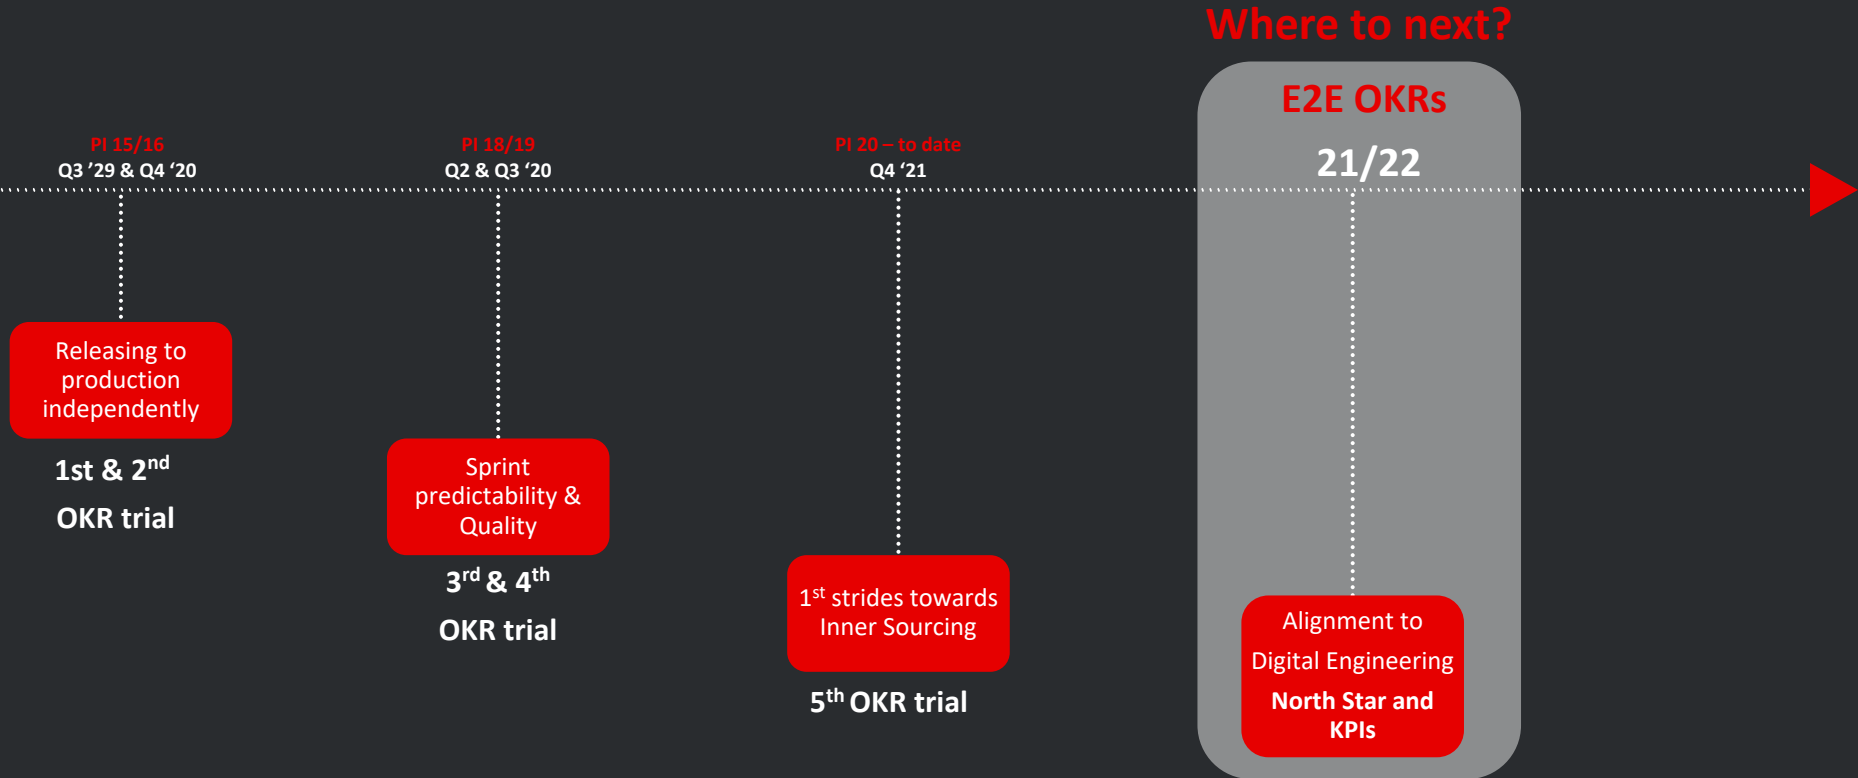 Where to next?
E2E OKRs
21/22
PI 15/16
Q3 ’29 & Q4 ‘20
PI 18/19
Q2 & Q3 ‘20
PI 20 – to date
Q4 ‘21
Releasing to
production
independently
1st & 2nd
OKR trial
Sprint
predictability &
Quality
3rd & 4th
OKR trial
1st strides towards
Inner Sourcing
5th OKR trial
Alignment to
Digital Engineering
North Star and
KPIs